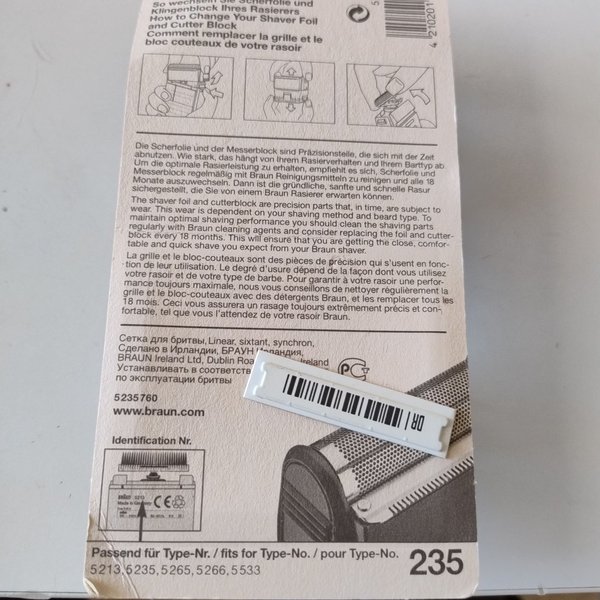 So wechseln Sie Scherfolie und
Klingenblock Ihres Rasierers
How to Change Your Shaver Foil
and Cutter Block
Comment remplacer la grille et le
bloc couteaux de votre rasoir
Die Scherfolie und der Messerblock sind Präzisionsteile, die sich mit der Zeit
abnutzen. Wie stark, das hängt von Ihrem Rasierverhalten und Ihrem Barttyp ab.
Um die optimale Rasierleistung zu erhalten, empfiehlt es sich, Scherfolie und
Messerblock regelmäßig mit Braun Reinigungsmitteln zu reinigen und alle 18
Monate auszuwechseln. Dann ist die gründliche, sanfte und schnelle Rasur
sichergestellt, die Sie von einem Braun Rasierer erwarten können.
The shaver foil and cutterblock are precision parts that, in time, are subject to
wear. This wear is dependent on your shaving method and beard type. To
maintain optimal shaving performance you should clean the shaving parts
regularly with Braun cleaning agents and consider replacing the foil and cutter-
block every 18 months. This will ensure that you are getting the close, comfor-
table and quick shave you expect from your Braun shaver.
La grille et le bloc-couteaux sont des pièces de précision qui s'usent en fonc-
tion de leur utilisation. Le degré d'usure dépend de la façon dont vous utilisez
votre rasoir et de votre type de barbe. Pour garantir à votre rasoir une perfor-
mance toujours maximale, nous vous conseillons de nettoyer régulièrement la
grille et le bloc-couteaux avec des détergents Braun, et les remplacer tous les
18 mois. Ceci vous assurera un rasage toujours extrêmement précis et con-
fortable, tel que vous l'attendez de votre rasoir Braun.
Сетка для бритвы, Linear, sixtant, synchron,
Сделано в Ирландии, БРАУН Ирландия,
BRAUN Ireland Ltd, Dublin Road, Ireland
Устанавливать в соответствии
по эксплуатации бритвы
5235760
www.braun.com
Identification Nr.
BRAUN 5213
Made in Germany
Passend für Type-Nr. / fits for Type-No. / pour Type-No. 235
5213, 5235, 5265, 5266, 5533